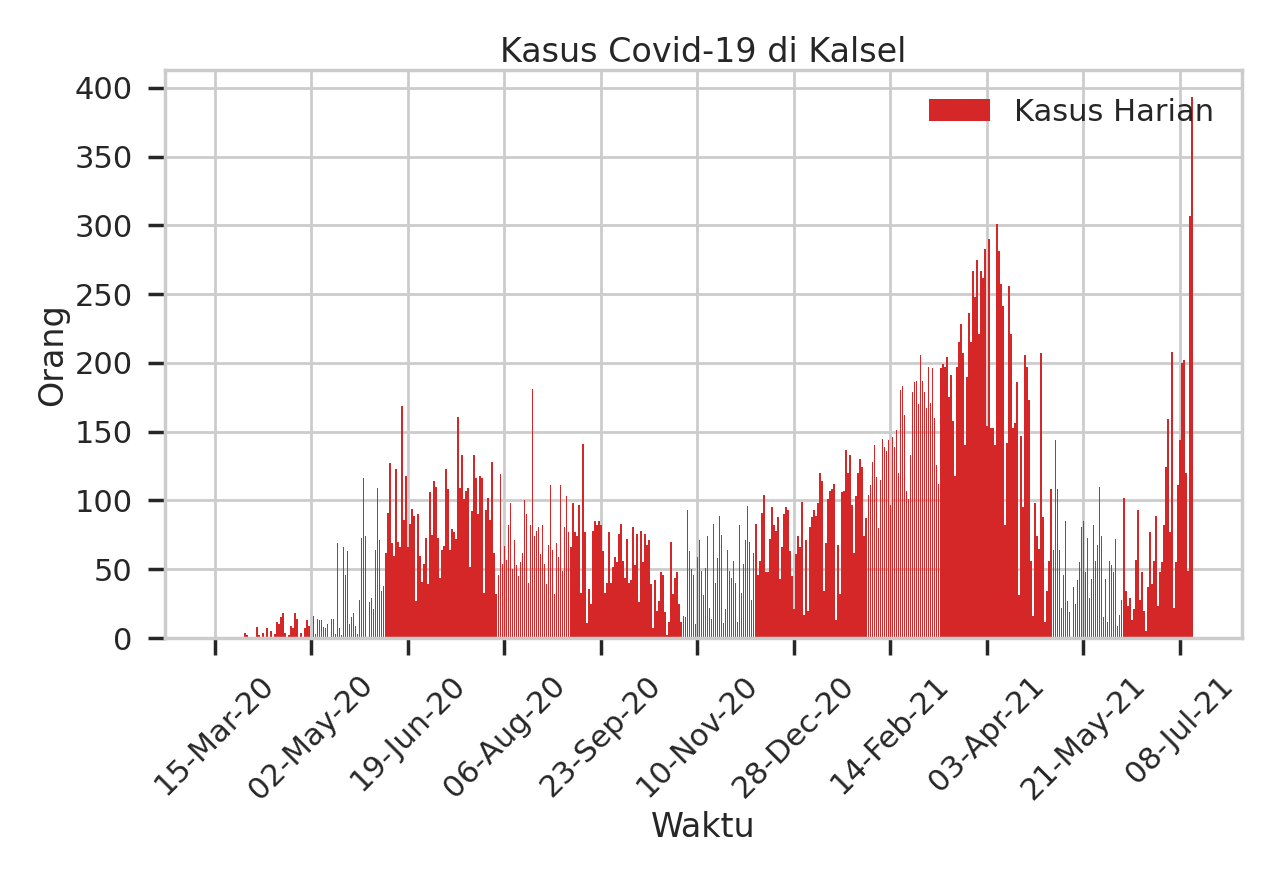 Kasus Covid-19 di Kalsel
Kasus Harian
400
350
300
250
200
150
100
50
0
Orang
15-Mar-20
02-May-20
19-Jun-20
06-Aug-20
23-Sep-20
10-Nov-20
28-Dec-20
14-Feb-21
03-Apr-21
21-May-21
08-Jul-21
Waktu